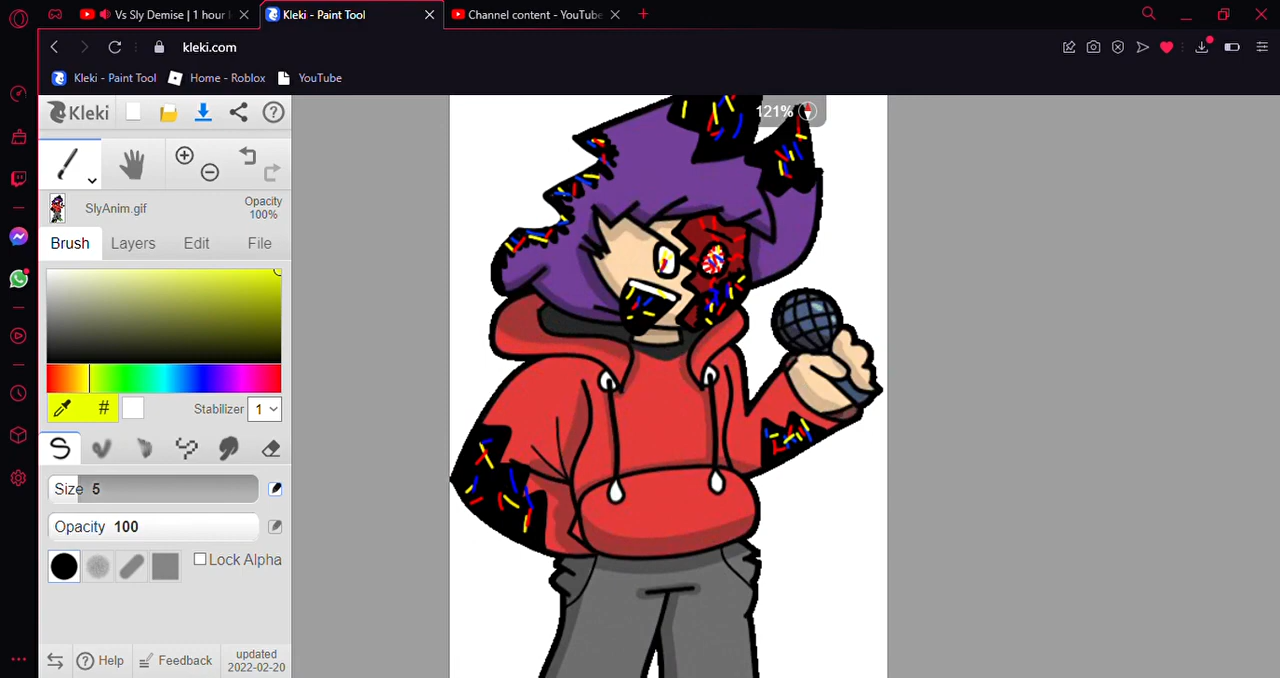 Vs Sly Demise | 1 hour
Kleki - Paint Tool
Channel content - YouTube
kleki.com
Kleki - Paint Tool
Home - Roblox
YouTube
Kleki
121%
SlyAnim.gif
Opacity
100%
Brush
Layers
Edit
File
#
Stabilizer
1
Size 5
Opacity 100
Lock Alpha
Help
Feedback
updated
2022-02-20